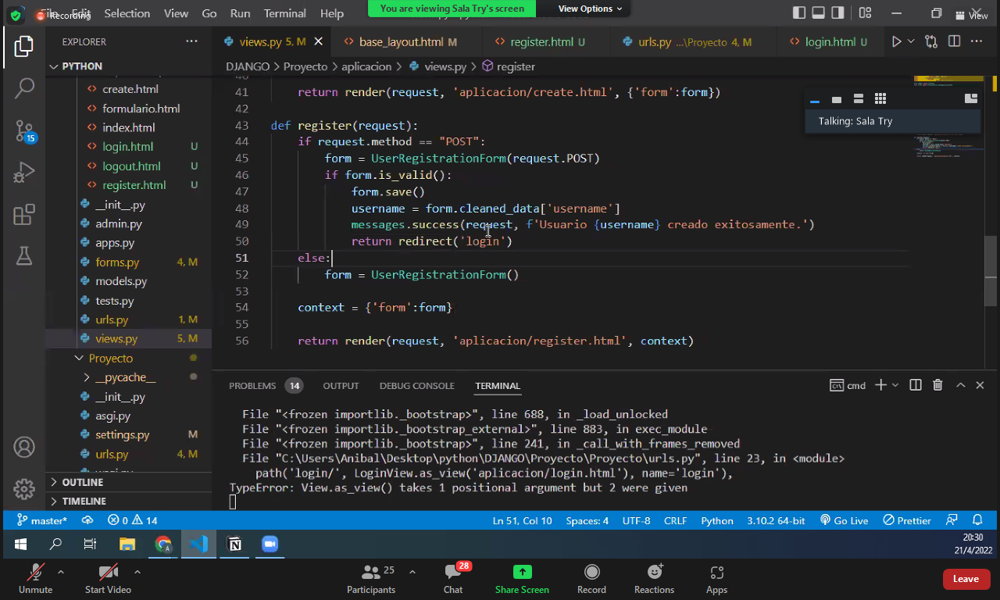 File Edit Selection View Go Run Terminal Help
Recording
You are viewing Sala Try's screen
View Options
View
EXPLORER
views.py 5, M
base_layout.html M
register.html U
urls.py ...\Proyecto 4, M
login.html U
PYTHON
DJANGO > Proyecto > aplicacion > views.py > register
create.html
formulario.html
index.html
login.html U
logout.html U
register.html U
__init__.py
admin.py
apps.py
forms.py 4, M
models.py
tests.py
urls.py 1, M
views.py 5, M
Proyecto
__pycache__
__init__.py
asgi.py
settings.py M
urls.py 4, M
OUTLINE
TIMELINE
15
40
41 return render(request, 'aplicacion/create.html', {'form':form})
42
43 def register(request):
44 if request.method == "POST":
45 form = UserRegistrationForm(request.POST)
46 if form.is_valid():
47 form.save()
48 username = form.cleaned_data['username']
49 messages.success(request, f'Usuario {username} creado exitosamente.')
50 return redirect('login')
51 else:
52 form = UserRegistrationForm()
53
54 context = {'form':form}
55
56 return render(request, 'aplicacion/register.html', context)
Talking: Sala Try
PROBLEMS 14 OUTPUT DEBUG CONSOLE TERMINAL
cmd
File "<frozen importlib._bootstrap>", line 688, in _load_unlocked
File "<frozen importlib._bootstrap_external>", line 883, in exec_module
File "<frozen importlib._bootstrap>", line 241, in _call_with_frames_removed
File "C:\Users\Anibal\Desktop\python\DJANGO\Proyecto\Proyecto\urls.py", line 23, in <module>
path('login/', LoginView.as_view('aplicacion/login.html'), name='login'),
TypeError: View.as_view() takes 1 positional argument but 2 were given
master* 0 14 Ln 51, Col 10 Spaces: 4 UTF-8 CRLF Python 3.10.2 64-bit Go Live Prettier
20:30
21/4/2022
25
28
Unmute Start Video Participants Chat Share Screen Record Reactions Apps Leave